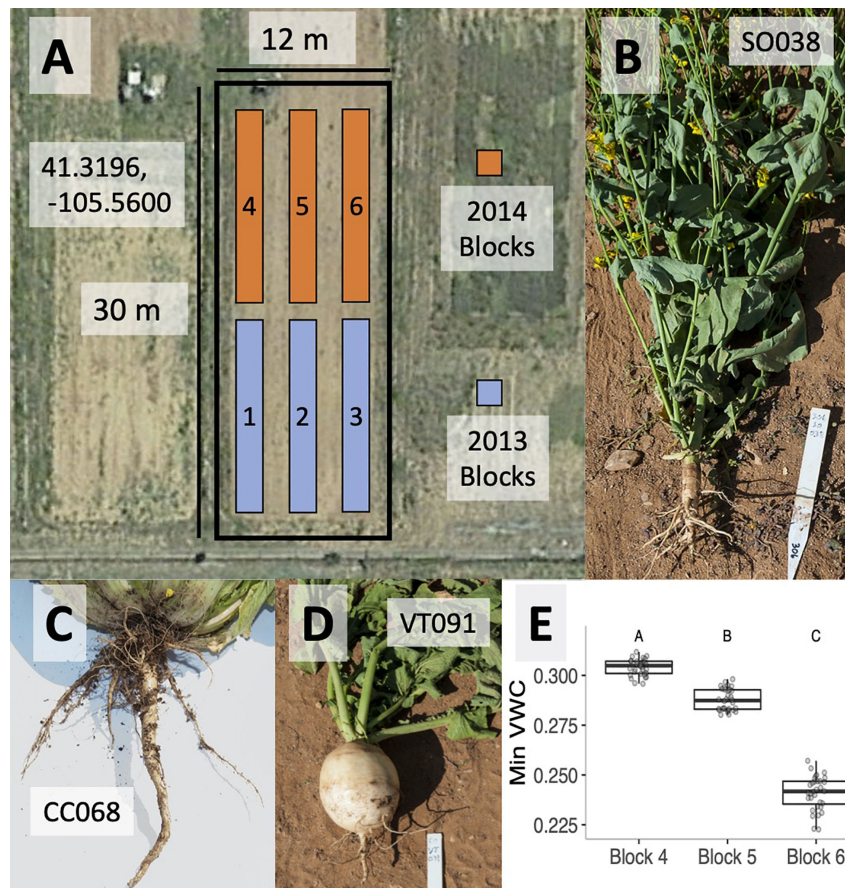 A
12 m
41.3196,
-105.5600
30 m
4
5
6
1
2
3
2014
Blocks
2013
Blocks
B
SO038
306
C
CC068
D
VT091
E
A
B
C
Min VWC
0.300
0.275
0.250
0.225
Block 4
Block 5
Block 6